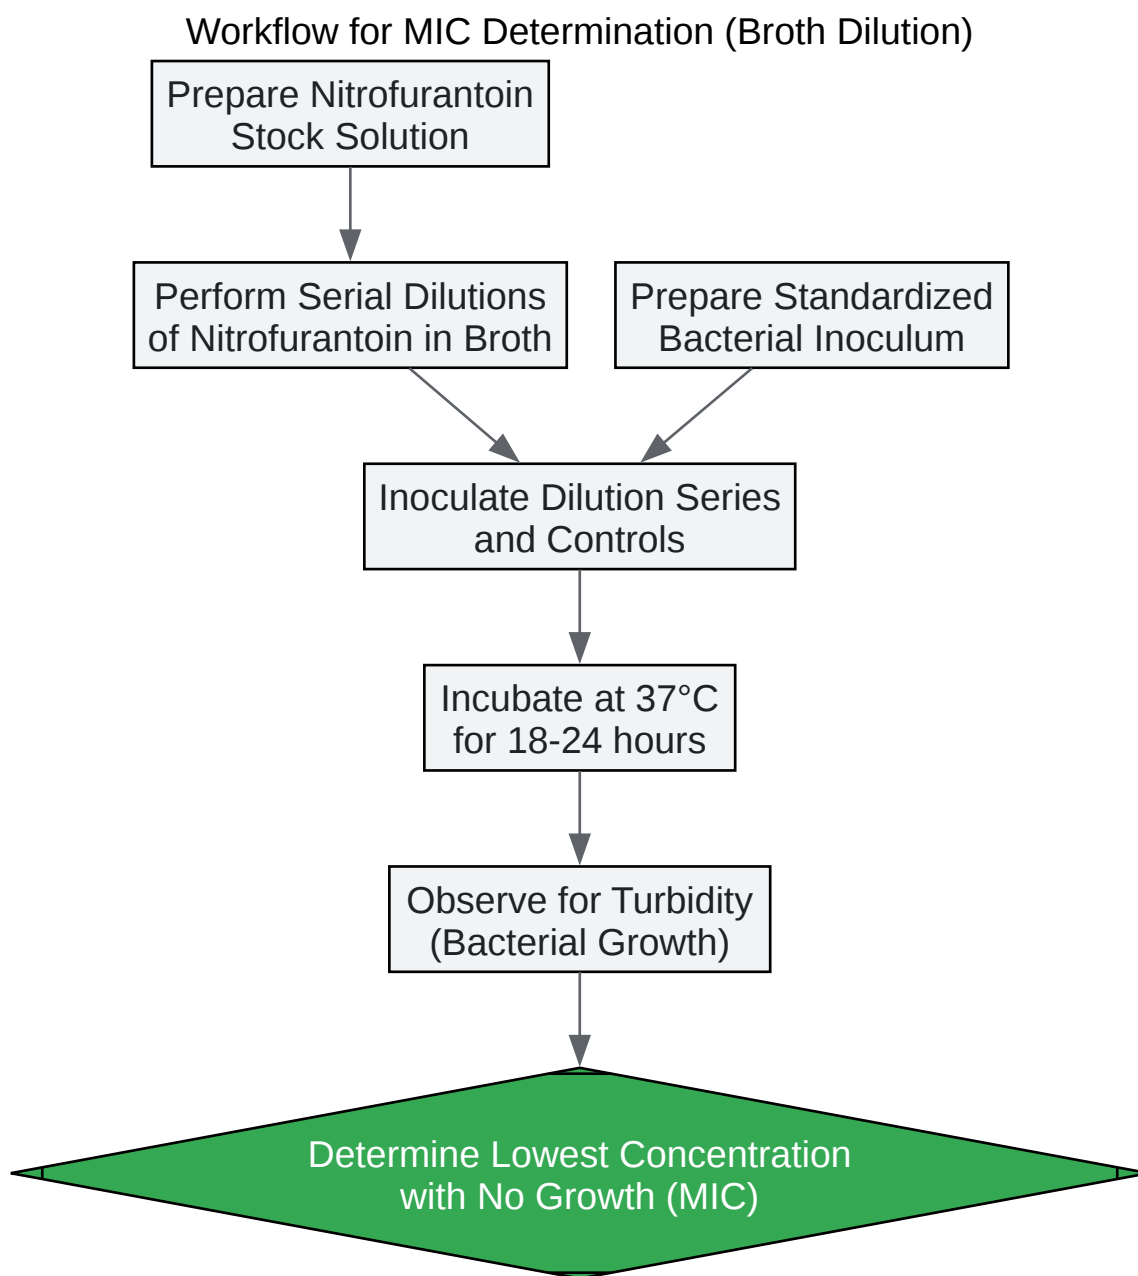 Workflow for MIC Determination (Broth Dilution)
Prepare Nitrofurantoin
Stock Solution
Perform Serial Dilutions
of Nitrofurantoin in Broth
Prepare Standardized
Bacterial Inoculum
Inoculate Dilution Series
and Controls
Incubate at 37°C
for 18-24 hours
Observe for Turbidity
(Bacterial Growth)
Determine Lowest Concentration
with No Growth (MIC)